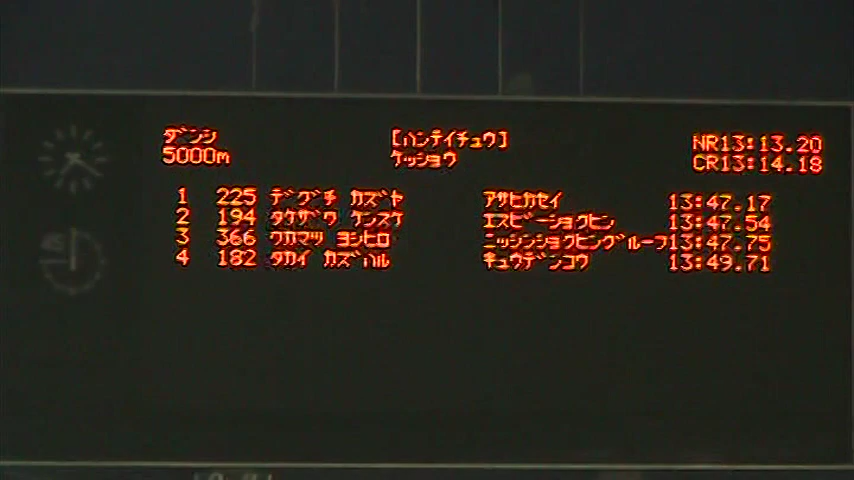 ダンシ [ハンテイチュウ] NR13:13.20
5000m ケッショウ CR13:14.18
1 225 デグチ カズヤ アサヒカセイ 13:47.17
2 194 タケザワ ケンスケ エスビーショクヒン 13:47.54
3 366 ワカマツ ヨシヒロ ニッシンショクヒングループ13:47.75
4 182 タカイ カズハル キュウデンコウ 13:49.71